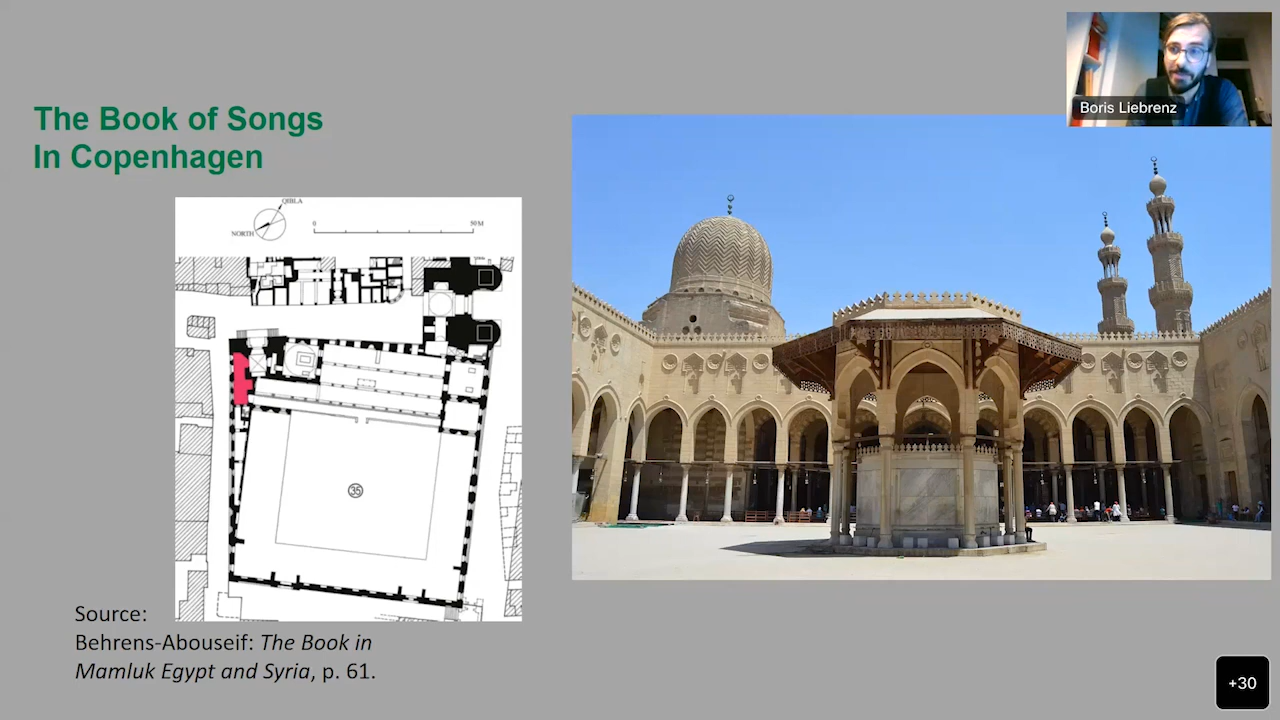 Boris Liebrenz
The Book of Songs
In Copenhagen
QIBLA
NORTH
0
50 M
35
Source:
Behrens-Abouseif: The Book in
Mamluk Egypt and Syria, p. 61.
+30